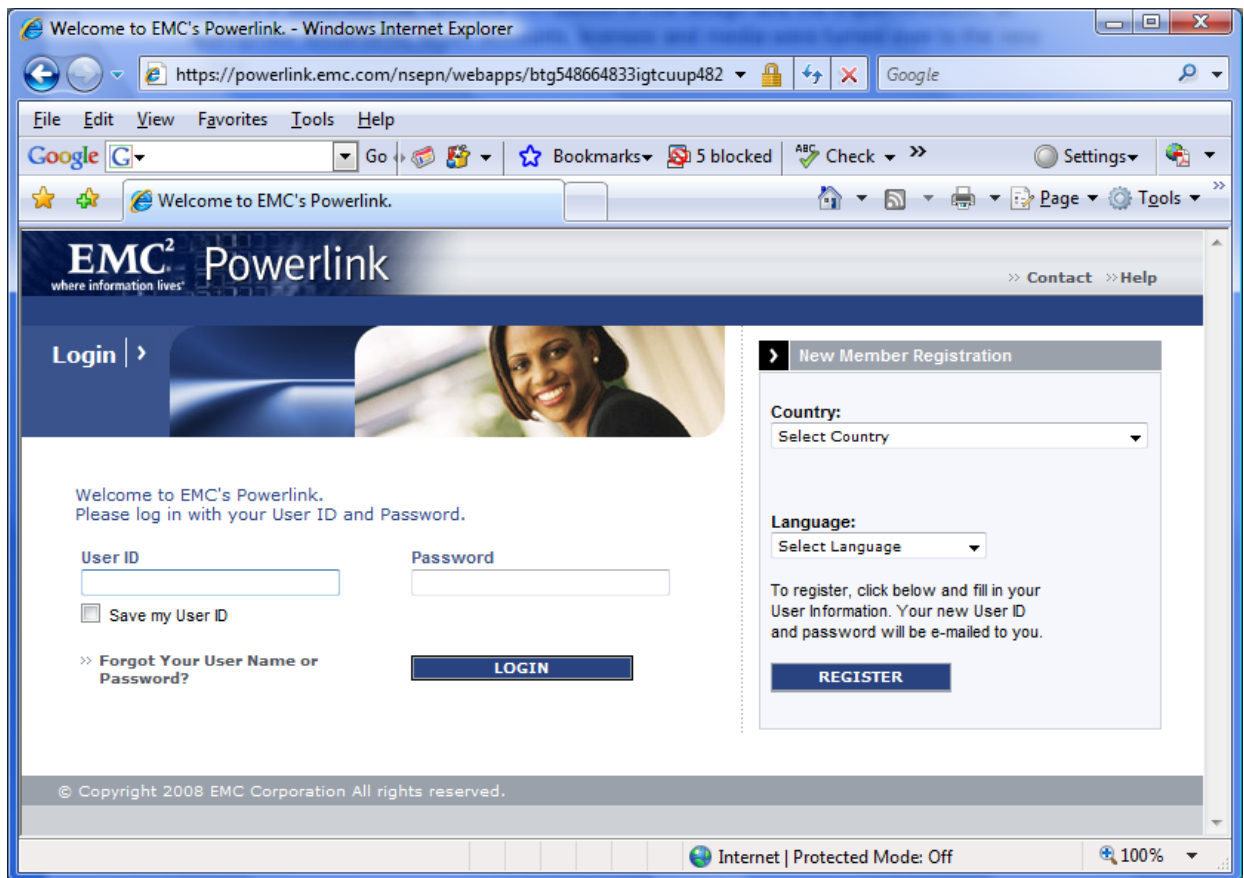 Welcome to EMC's Powerlink. - Windows Internet Explorer
https://powerlink.emc.com/nsepn/webapps/btg548664833igtcuup482
Google
File Edit View Favorites Tools Help
Google G Go Bookmarks 5 blocked ABC Check >> Settings
Welcome to EMC's Powerlink.
Page Tools >>
EMC² Powerlink
where information lives®
>> Contact >> Help
Login | ›
Welcome to EMC's Powerlink.
Please log in with your User ID and Password.
User ID
Password
Save my User ID
>> Forgot Your User Name or
Password?
LOGIN
New Member Registration
Country:
Select Country
Language:
Select Language
To register, click below and fill in your
User Information. Your new User ID
and password will be e-mailed to you.
REGISTER
© Copyright 2008 EMC Corporation All rights reserved.
Internet | Protected Mode: Off
100%